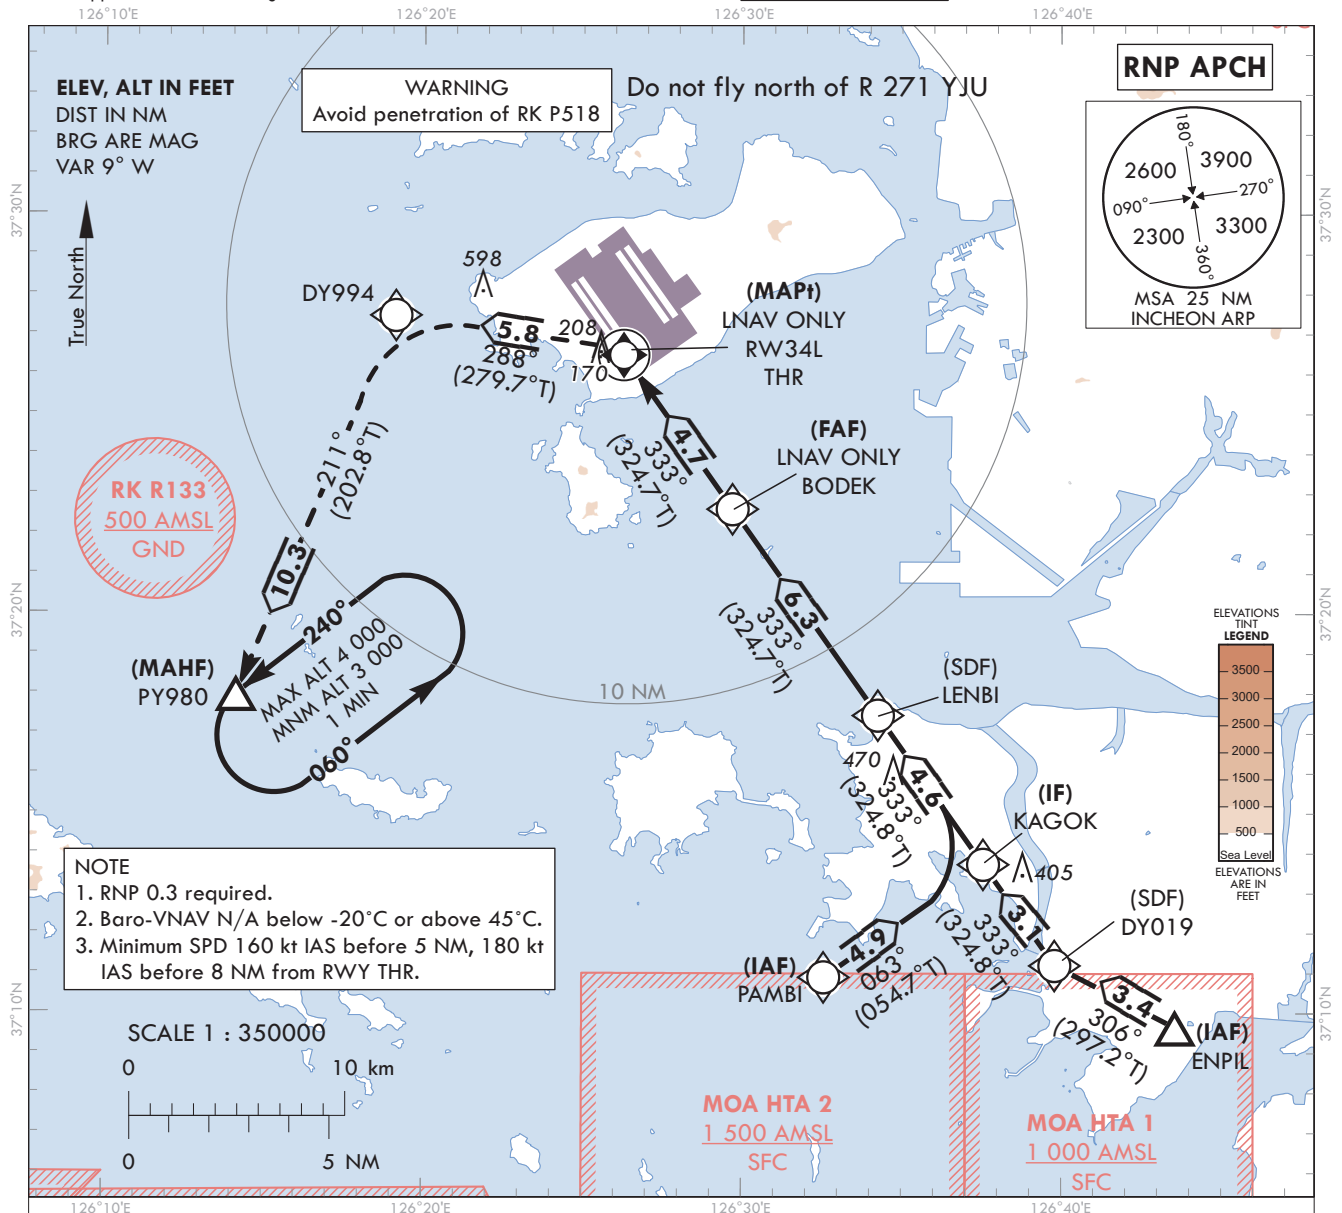 126°10'E
126°20'E
126°30'E
126°40'E
ELEV, ALT IN FEET
DIST IN NM
BRG ARE MAG
VAR 9° W
WARNING
Avoid penetration of RK P518
Do not fly north of R 271 YJU
RNP APCH
180°
2600
3900
270°
090°
2300
3300
360°
MSA 25 NM
INCHEON ARP
37°30'N
37°30'N
True North
598
DY994
5.8
208
288°
(279.7°T)
170
(MAPt)
LNAV ONLY
RW34L
THR
4.7
333°
(324.7°T)
(FAF)
LNAV ONLY
BODEK
211°
(202.8°T)
RK R133
500 AMSL
GND
10.3
6.3
333°
(324.7°T)
37°20'N
37°20'N
240°
MAX ALT 4 000
MNM ALT 3 000
1 MIN
060°
(MAHF)
PY980
10 NM
(SDF)
LENBI
ELEVATIONS
TINT
LEGEND
3500
3000
2500
2000
1500
1000
500
Sea Level
ELEVATIONS
ARE IN
FEET
470
4.6
333°
(324.8°T)
(IF)
KAGOK
405
3.1
333°
(324.8°T)
(SDF)
DY019
NOTE
1. RNP 0.3 required.
2. Baro-VNAV N/A below -20°C or above 45°C.
3. Minimum SPD 160 kt IAS before 5 NM, 180 kt
IAS before 8 NM from RWY THR.
4.9
063°
(054.7°T)
(IAF)
PAMBI
3.4
306°
(297.2°T)
(IAF)
ENPIL
37°10'N
37°10'N
SCALE 1 : 350000
0
10 km
0
5 NM
MOA HTA 2
1 500 AMSL
SFC
MOA HTA 1
1 000 AMSL
SFC
126°10'E
126°20'E
126°30'E
126°40'E